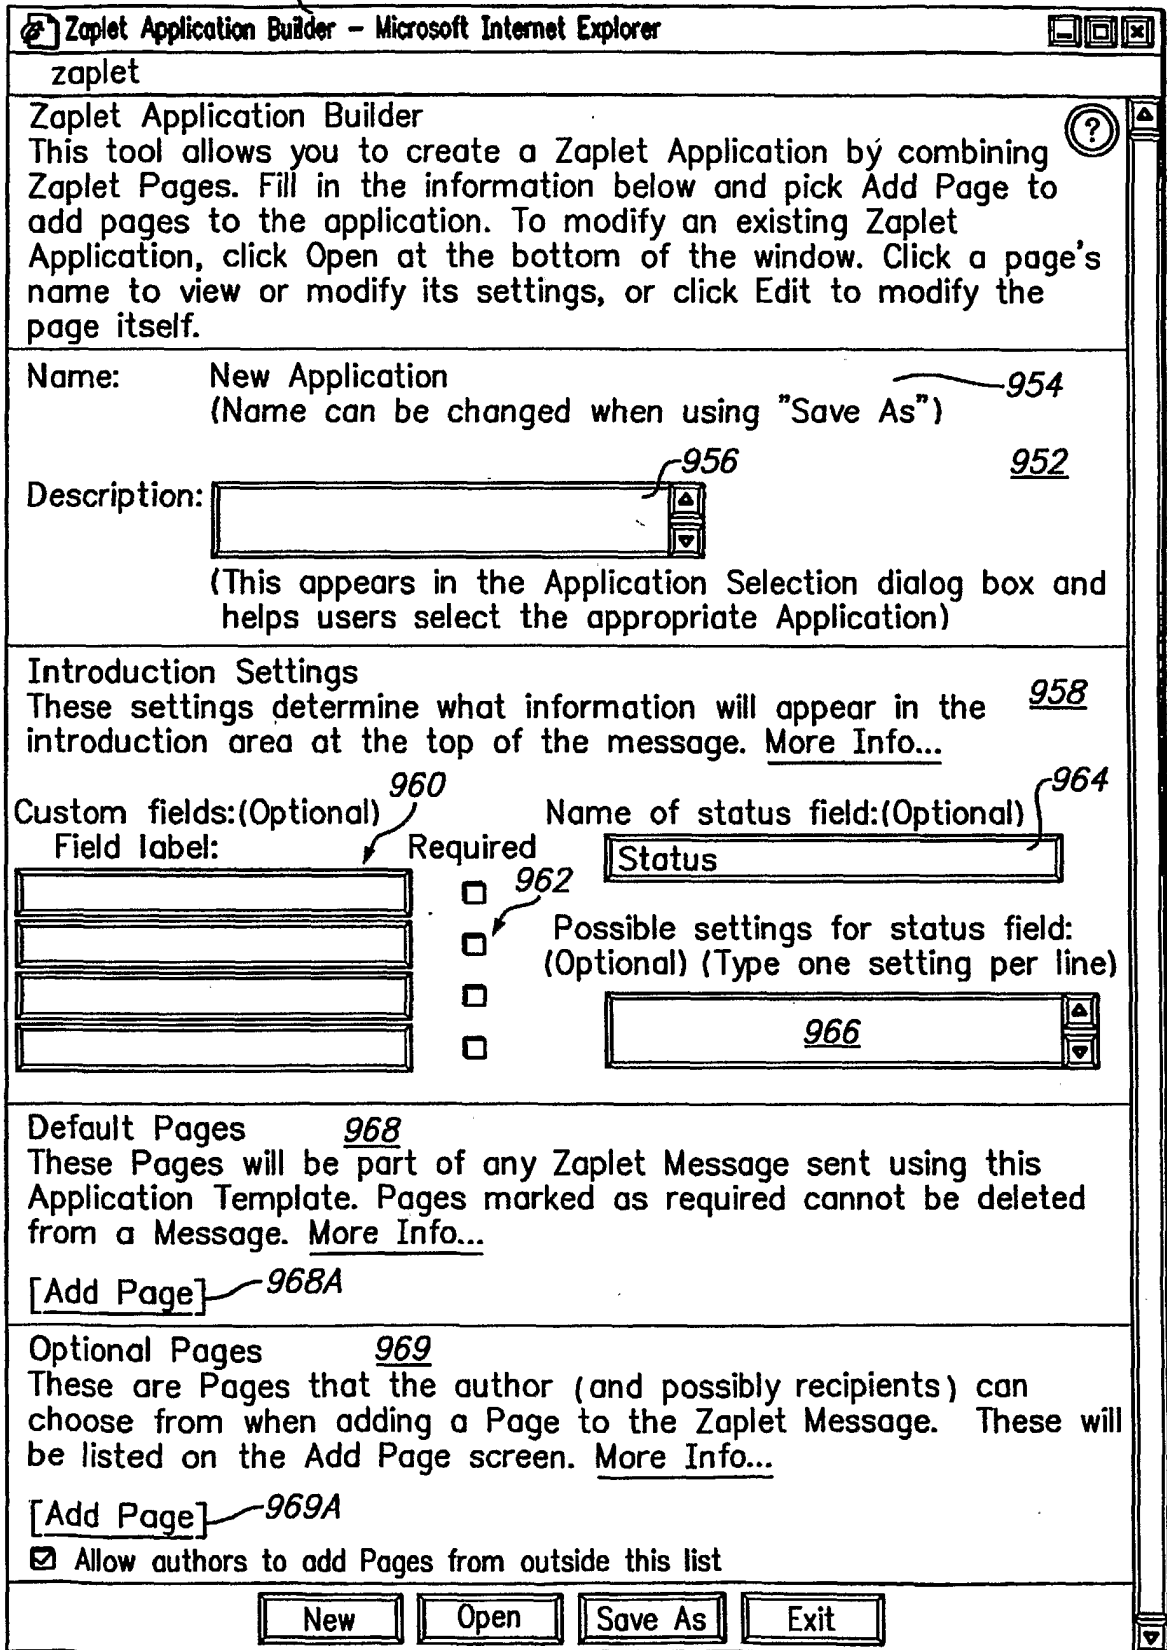 Zaplet Application Builder – Microsoft Internet Explorer
zaplet
Zaplet Application Builder
?
This tool allows you to create a Zaplet Application by combining
Zaplet Pages. Fill in the information below and pick Add Page to
add pages to the application. To modify an existing Zaplet
Application, click Open at the bottom of the window. Click a page's
name to view or modify its settings, or click Edit to modify the
page itself.
Name: New Application 954
(Name can be changed when using "Save As")
956 952
Description:
(This appears in the Application Selection dialog box and
helps users select the appropriate Application)
Introduction Settings
These settings determine what information will appear in the 958
introduction area at the top of the message. More Info...
960 964
Custom fields:(Optional) Name of status field:(Optional)
Field label: Required
Status
962
Possible settings for status field:
(Optional) (Type one setting per line)
966
Default Pages 968
These Pages will be part of any Zaplet Message sent using this
Application Template. Pages marked as required cannot be deleted
from a Message. More Info...
[Add Page] 968A
Optional Pages 969
These are Pages that the author (and possibly recipients) can
choose from when adding a Page to the Zaplet Message. These will
be listed on the Add Page screen. More Info...
[Add Page] 969A
Allow authors to add Pages from outside this list
New Open Save As Exit